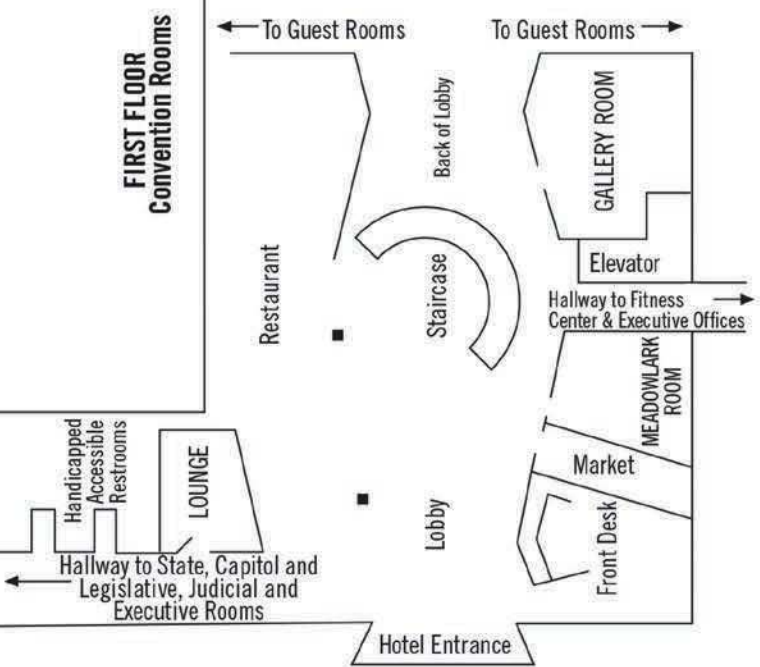 FIRST FLOOR
Convention Rooms
To Guest Rooms
To Guest Rooms
Back of Lobby
GALLERY ROOM
Restaurant
Staircase
Elevator
Hallway to Fitness
Center & Executive Offices
MEADOWLARK
ROOM
Handicapped
Accessible
Restrooms
LOUNGE
Market
Lobby
Front Desk
Hallway to State, Capitol and
Legislative, Judicial and
Executive Rooms
Hotel Entrance